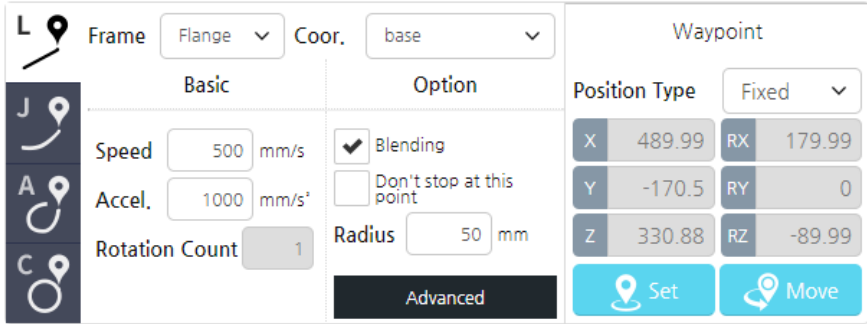 L
Frame Flange Coor. base
Waypoint
Basic
Option
Position Type Fixed
J
X 489.99 RX 179.99
Speed 500 mm/s
Blending
Y -170.5 RY 0
A
Accel. 1000 mm/s²
Don't stop at this
point
Z 330.88 RZ -89.99
Rotation Count 1
Radius 50 mm
C
Advanced
Set
Move